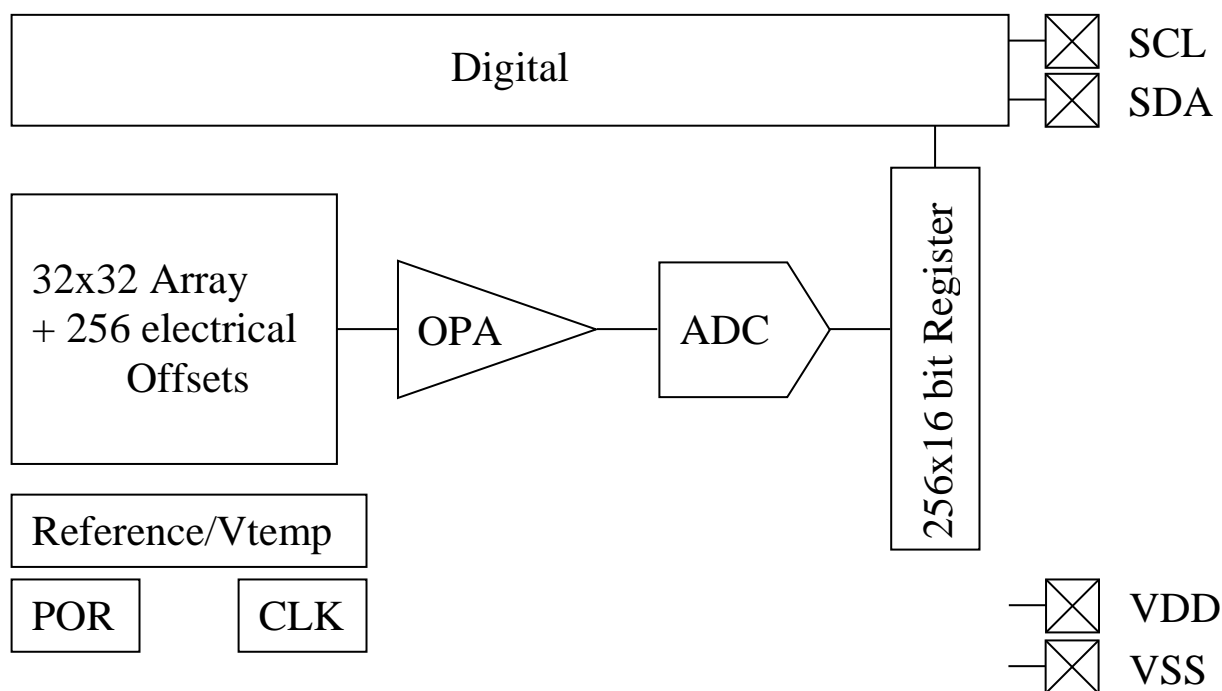 Digital
SCL
SDA
32x32 Array
+ 256 electrical
Offsets
OPA
ADC
256x16 bit Register
Reference/Vtemp
POR
CLK
VDD
VSS